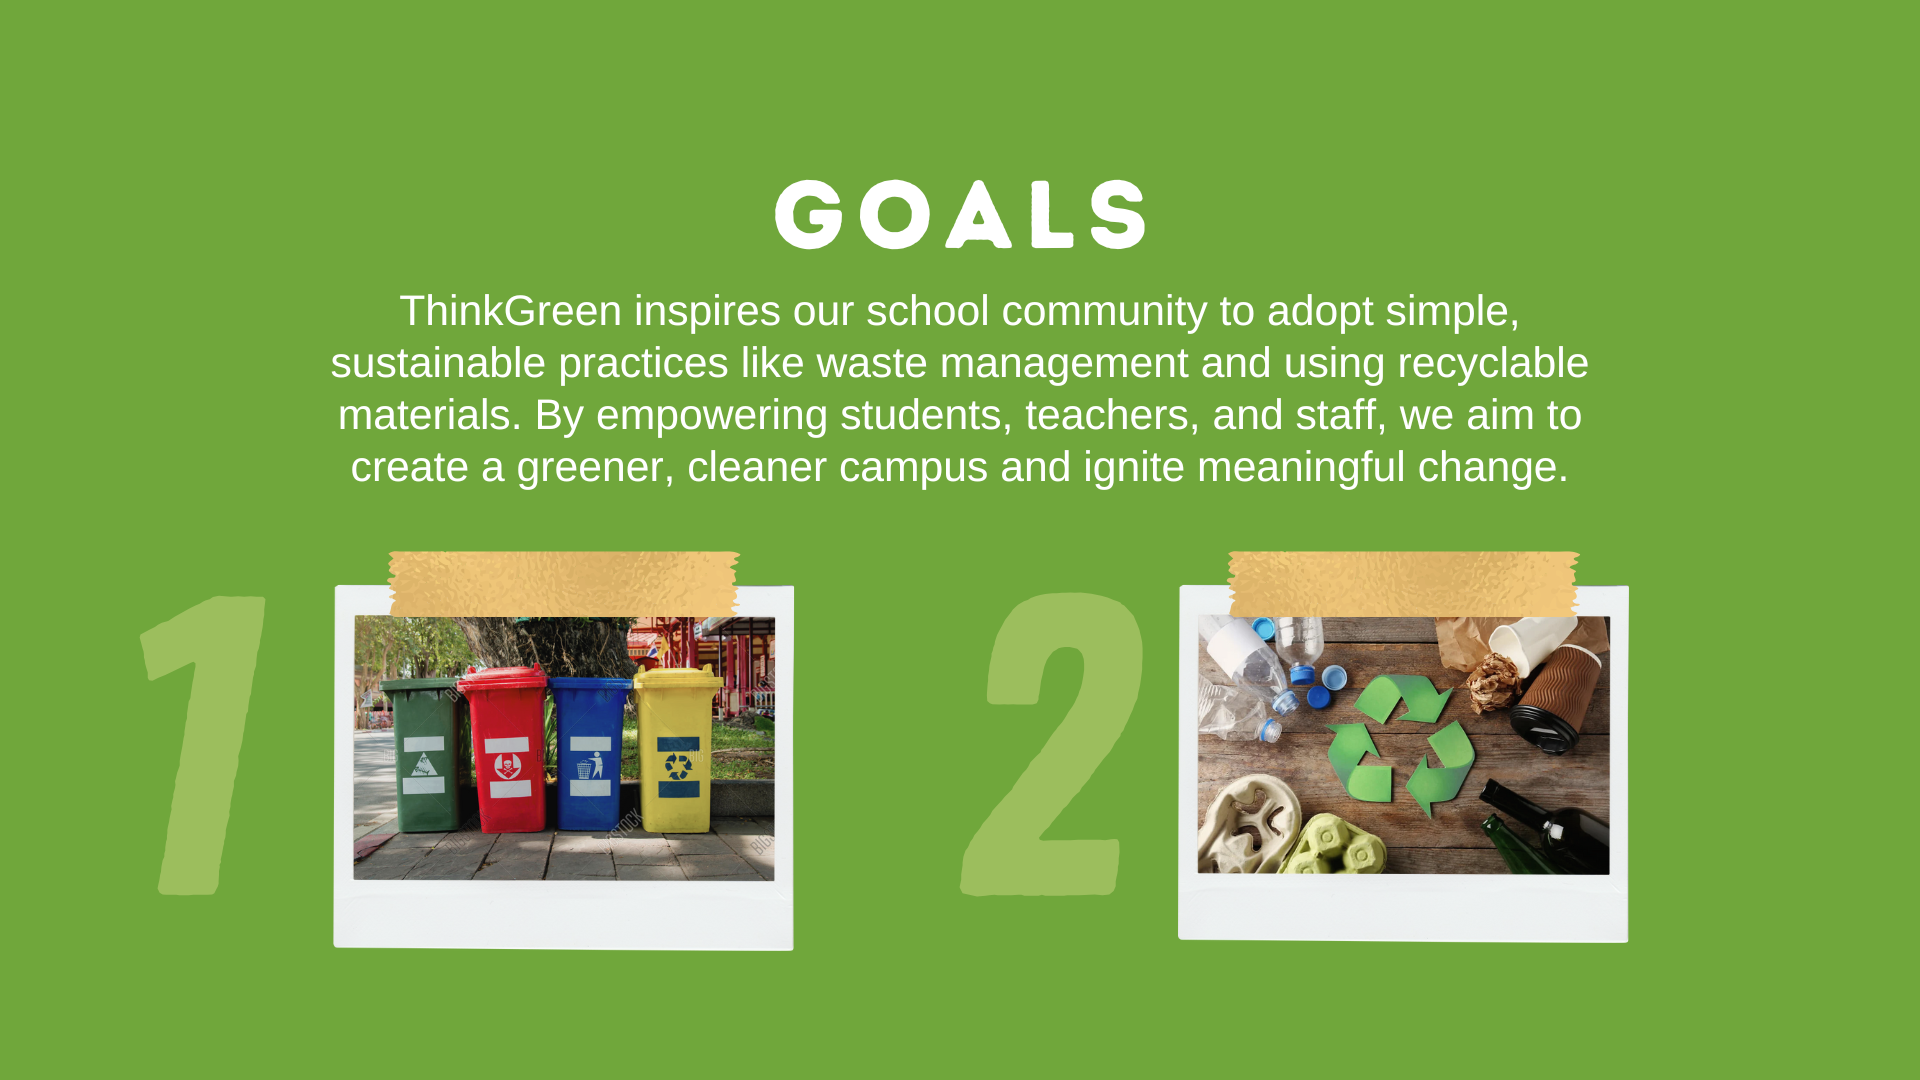 GOALS
ThinkGreen inspires our school community to adopt simple,
sustainable practices like waste management and using recyclable
materials. By empowering students, teachers, and staff, we aim to
create a greener, cleaner campus and ignite meaningful change.
1
2